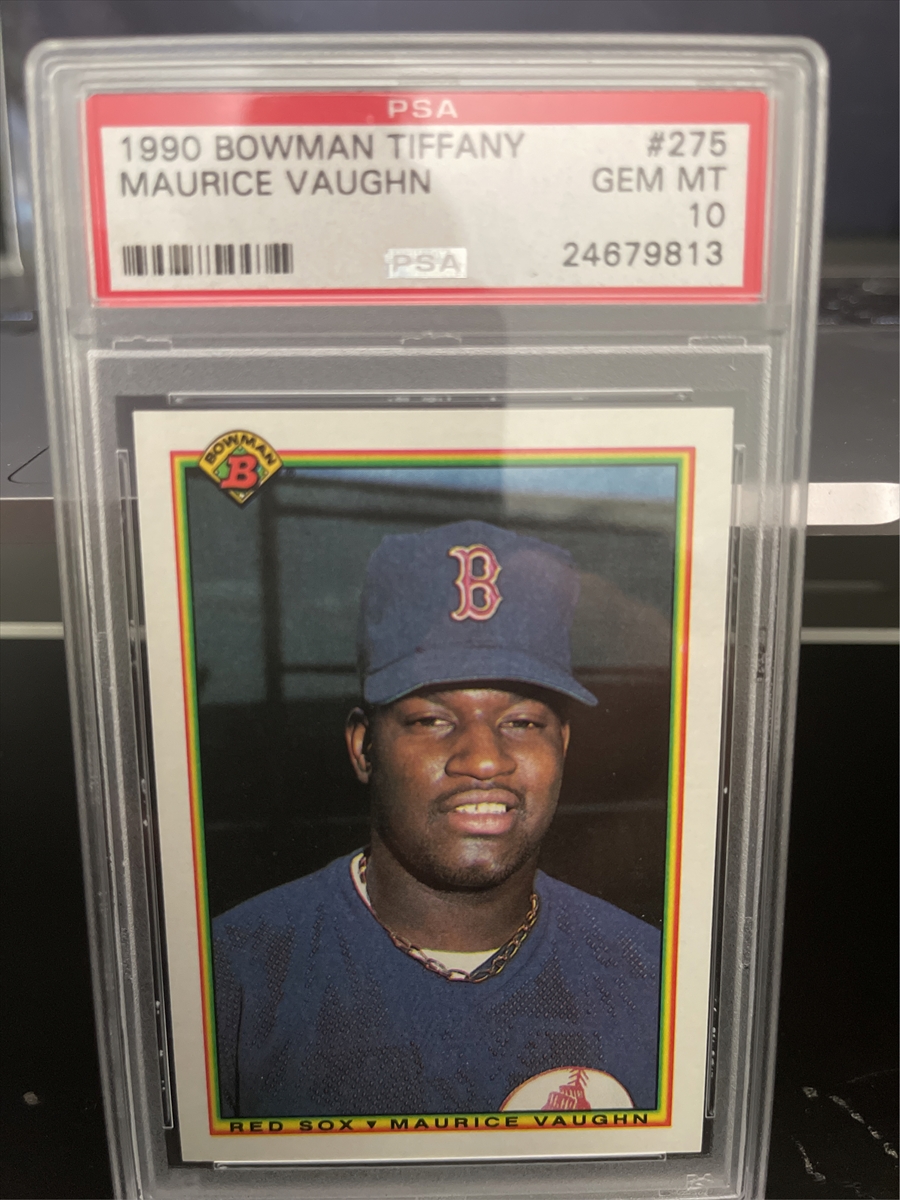 PSA
1990 BOWMAN TIFFANY #275
MAURICE VAUGHN GEM MT
10
PSA 24679813
BOWMAN
B
B
RED SOX ▼ MAURICE VAUGHN